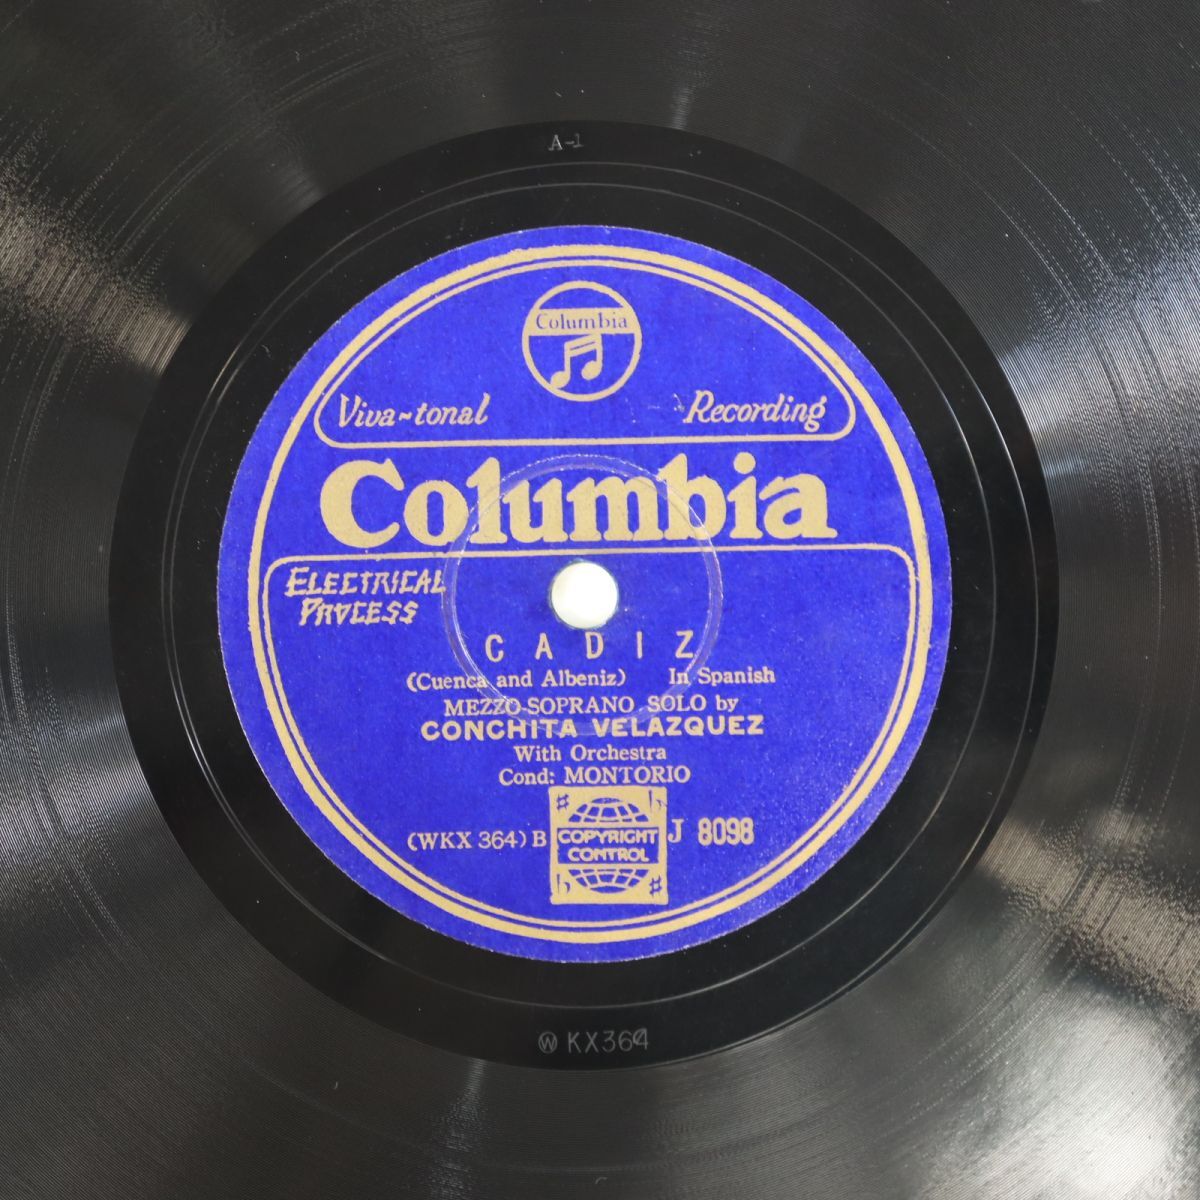 A-1
Columbia
Viva-tonal Recording
Columbia
ELECTRICAL
PROCESS
CADIZ
(Cuenca and Albeniz) In Spanish
MEZZO-SOPRANO SOLO by
CONCHITA VELAZQUEZ
With Orchestra
Cond: MONTORIO
(WKX 364) B
COPYRIGHT
CONTROL
J 8098
Ⓦ KX364